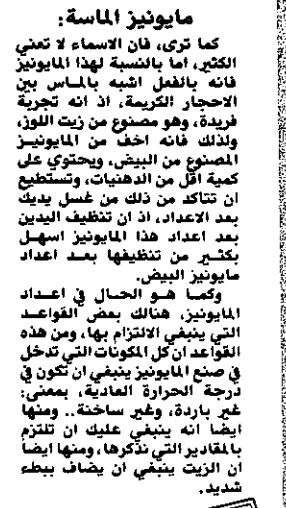 مايونيز الماسة:
كما ترى، فان الاسماء لا تعني
الكثير، اما بالنسبة لهذا المايونيز
فانه بالفعل اشبه بالماس بين
الاحجار الكريمة، اذ انه تجربة
فريدة، وهو مصنوع من زيت اللوز،
ولذلك فانه اخف من المايونيز
المصنوع من البيض، ويحتوي على
كمية اقل من الدهنيات، وتستطيع
ان تتاكد من ذلك من غسل يديك
بعد الاعداد، اذ ان تنظيف اليدين
بعد اعداد هذا المايونيز اسهل
بكثير من تنظيفها بعد اعداد
مايونيز البيض.
وكما هو الحال في اعداد
المايونيز، هنالك بعض القواعد
التي ينبغي الالتزام بها، ومن هذه
القواعد ان كل المكونات التي تدخل
في صنع المايونيز ينبغي ان تكون في
درجة الحرارة العادية، بمعنى:
غير باردة، وغير ساخنة.. ومنها
ايضا انه ينبغي عليك ان تلتزم
بالمقادير التي نذكرها، ومنها ايضا
ان الزيت ينبغي ان يضاف ببطء
شديد.